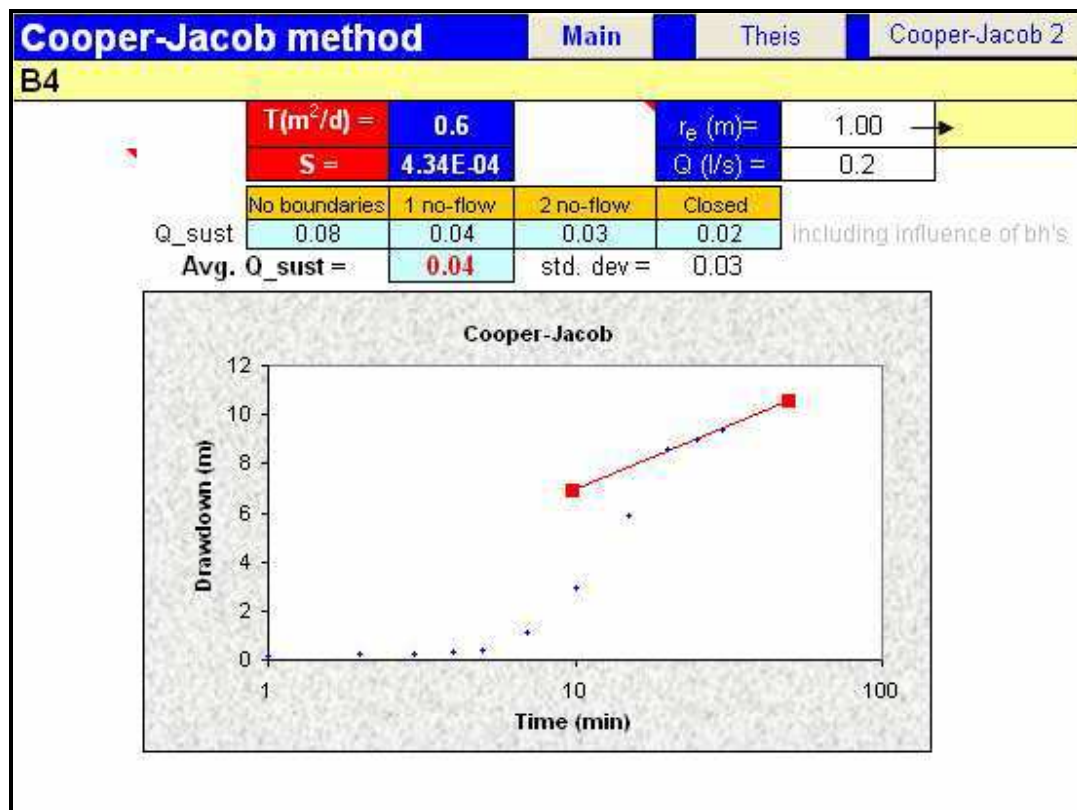 Cooper-Jacob method Main Theis Cooper-Jacob 2
B4
T(m²/d) = 0.6 rₑ (m)= 1.00
S = 4.34E-04 Q (l/s) = 0.2
No boundaries 1 no-flow 2 no-flow Closed
Q_sust 0.08 0.04 0.03 0.02 including influence of bh's
Avg. Q_sust = 0.04 std. dev = 0.03
Cooper-Jacob
12
10
8
6
4
2
0
Drawdown (m)
1 10 100
Time (min)